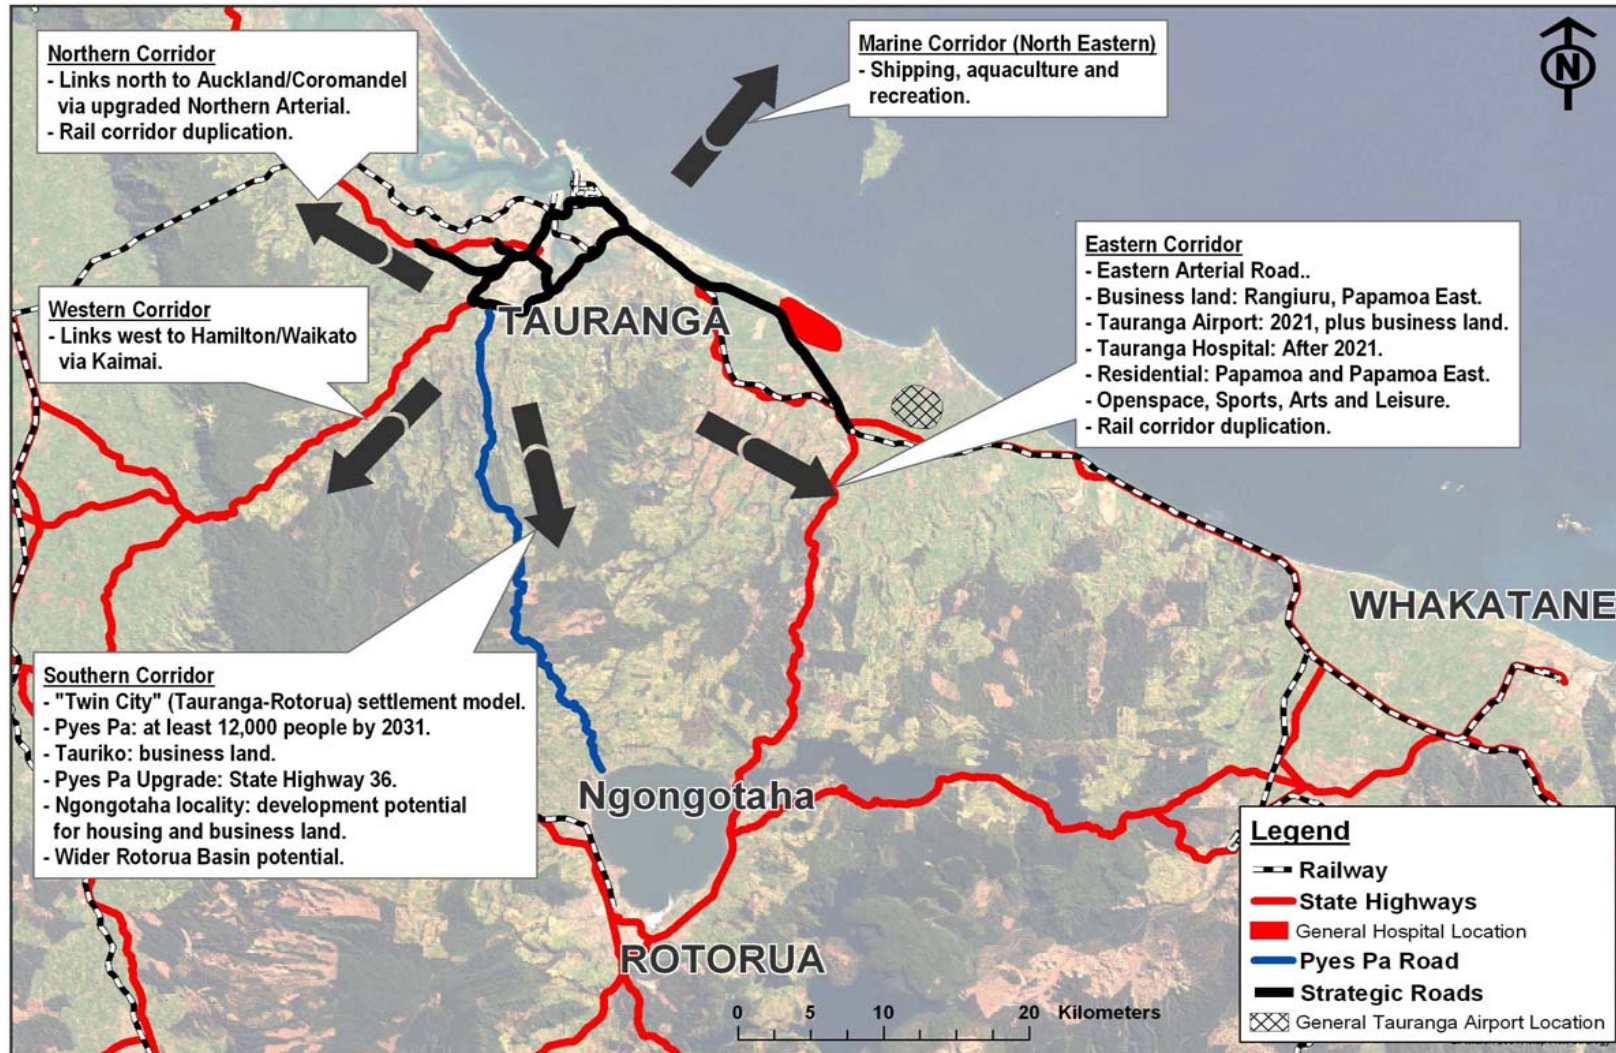 Northern Corridor
- Links north to Auckland/Coromandel
via upgraded Northern Arterial.
- Rail corridor duplication.
Marine Corridor (North Eastern)
- Shipping, aquaculture and
recreation.
N
Eastern Corridor
- Eastern Arterial Road..
- Business land: Rangiuru, Papamoa East.
- Tauranga Airport: 2021, plus business land.
- Tauranga Hospital: After 2021.
- Residential: Papamoa and Papamoa East.
- Openspace, Sports, Arts and Leisure.
- Rail corridor duplication.
Western Corridor
- Links west to Hamilton/Waikato
via Kaimai.
TAURANGA
WHAKATANE
Southern Corridor
- "Twin City" (Tauranga-Rotorua) settlement model.
- Pyes Pa: at least 12,000 people by 2031.
- Tauriko: business land.
- Pyes Pa Upgrade: State Highway 36.
- Ngongotaha locality: development potential
for housing and business land.
- Wider Rotorua Basin potential.
Ngongotaha
ROTORUA
0 5 10 20 Kilometers
Legend
Railway
State Highways
General Hospital Location
Pyes Pa Road
Strategic Roads
General Tauranga Airport Location